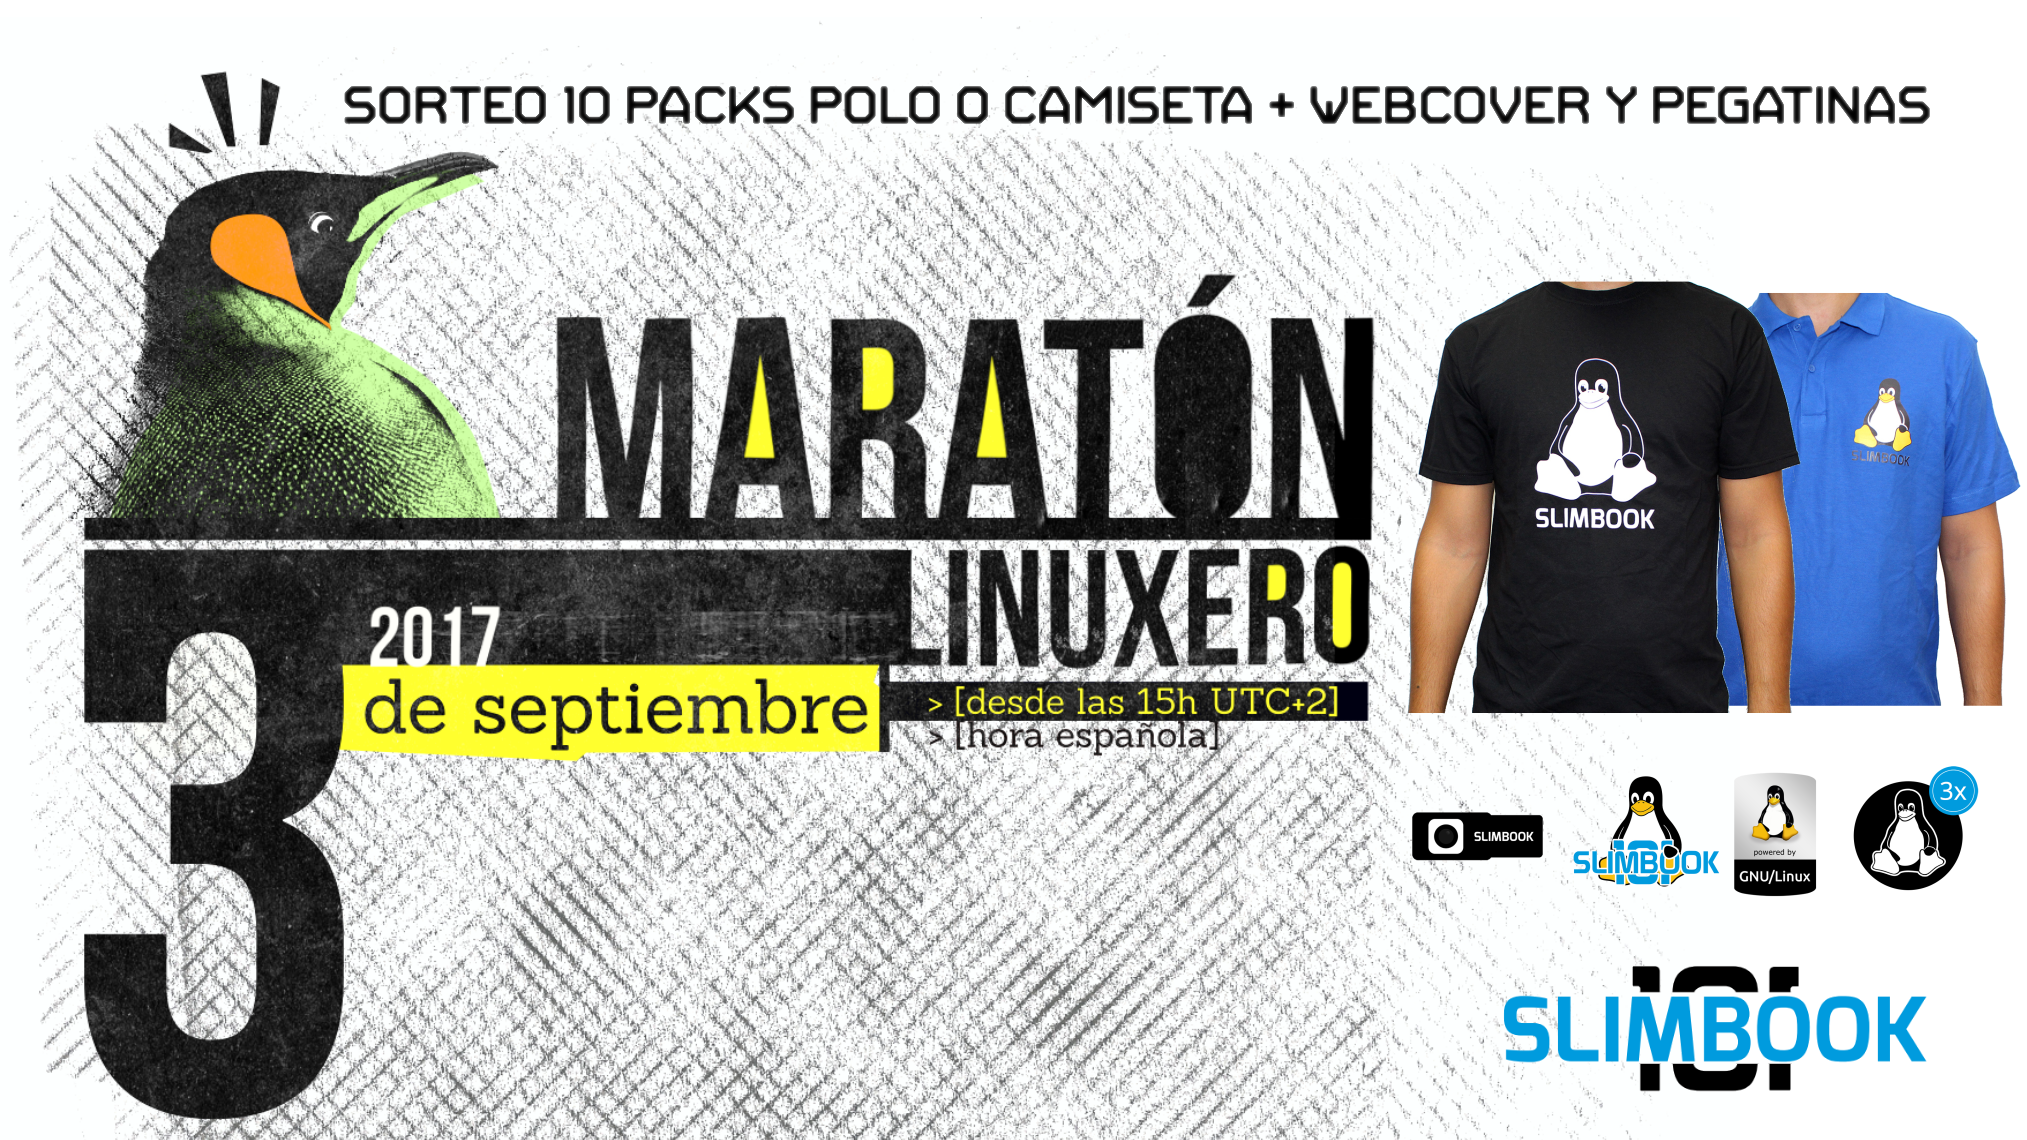 SORTEO 10 PACKS POLO O CAMISETA + WEBCOVER Y PEGATINAS
MARATÓN
LINUXERO
3
2017
de septiembre
> [desde las 15h UTC+2]
> [hora española]
SLIMBOOK
SLIMBOOK
SLIMBOOK
SLIMBOOK
powered by
GNU/Linux
3x
SLIMBOOK